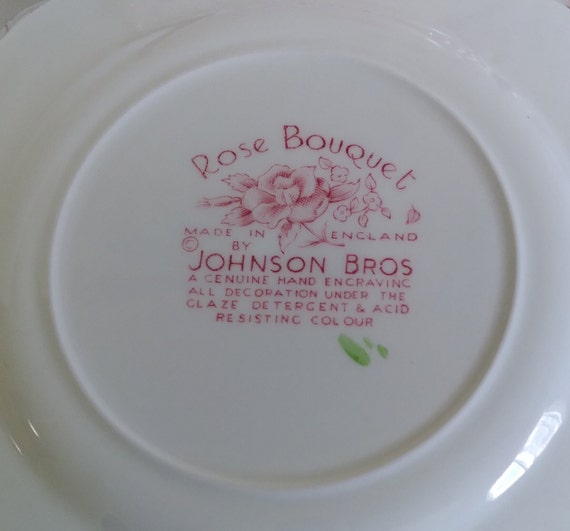 Rose Bouquet
MADE IN ENGLAND
© BY
JOHNSON BROS
A GENUINE HAND ENGRAVING
ALL DECORATION UNDER THE
GLAZE DETERGENT & ACID
RESISTING COLOUR